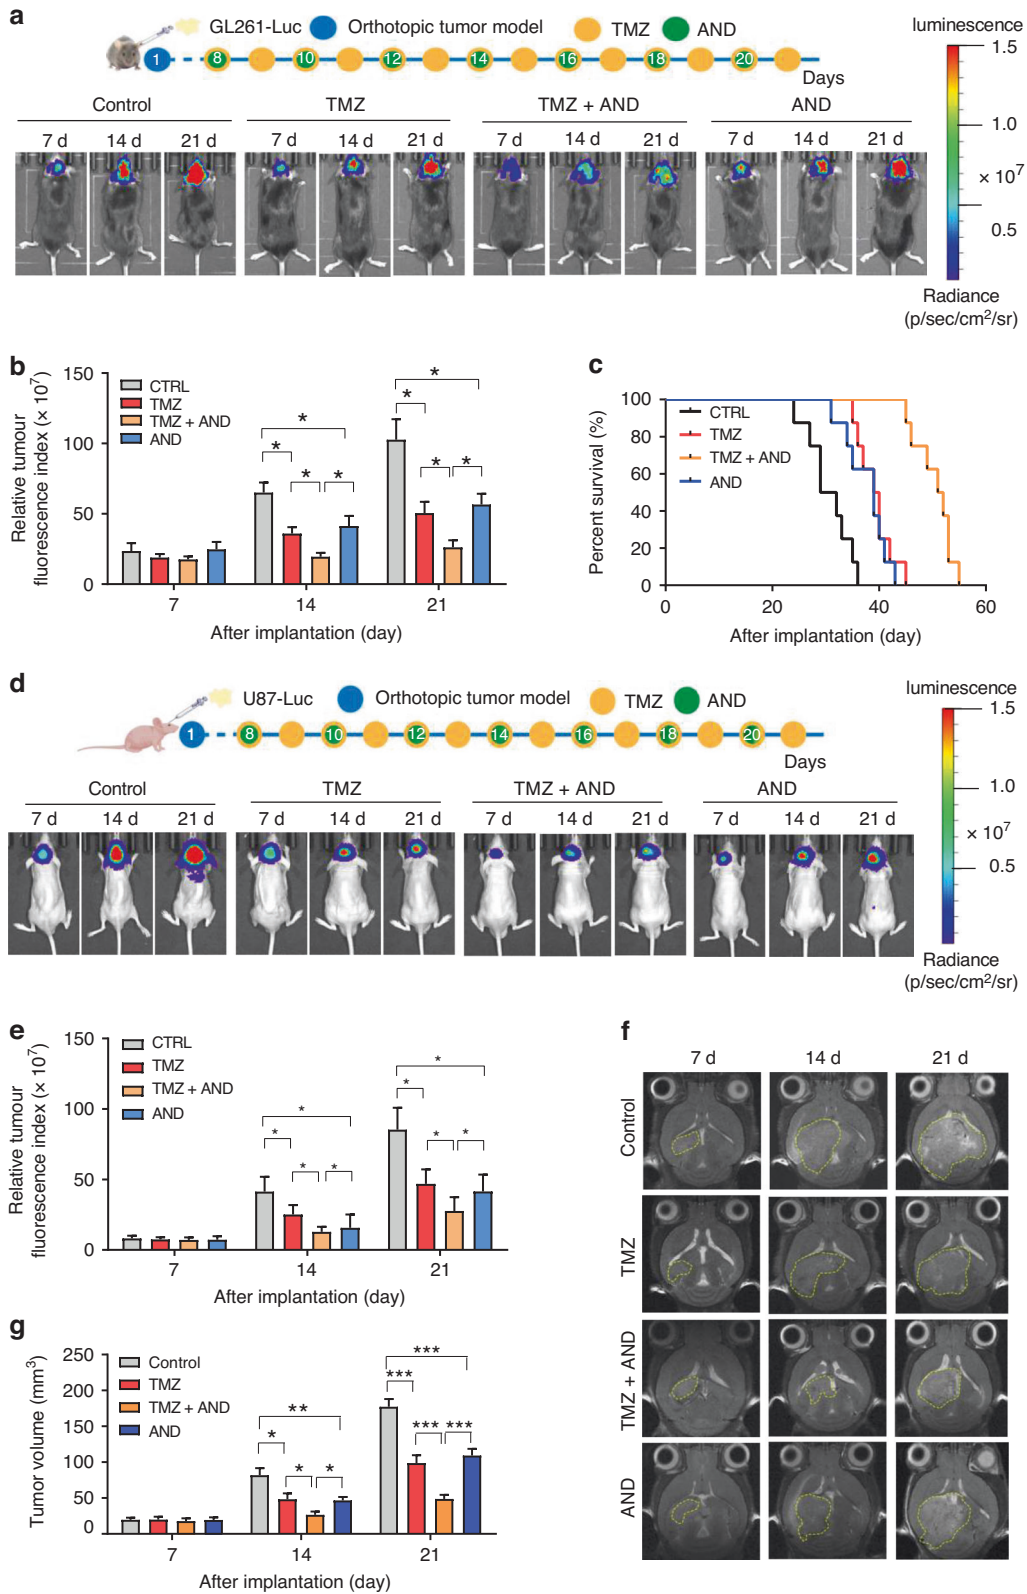 a
GL261-Luc Orthotopic tumor model TMZ AND
1 8 10 12 14 16 18 20
Days
luminescence
1.5
1.0
× 10⁷
0.5
Radiance
(p/sec/cm²/sr)
Control TMZ TMZ + AND AND
7 d 14 d 21 d 7 d 14 d 21 d 7 d 14 d 21 d 7 d 14 d 21 d
b
Relative tumour
fluorescence index (× 10⁷)
150
100
50
0
CTRL
TMZ
TMZ + AND
AND
* * * * * * * *
7 14 21
After implantation (day)
c
Percent survival (%)
100
80
60
40
20
0
CTRL
TMZ
TMZ + AND
AND
0 20 40 60
After implantation (day)
d
U87-Luc Orthotopic tumor model TMZ AND
1 8 10 12 14 16 18 20
Days
luminescence
1.5
1.0
× 10⁷
0.5
Radiance
(p/sec/cm²/sr)
Control TMZ TMZ + AND AND
7 d 14 d 21 d 7 d 14 d 21 d 7 d 14 d 21 d 7 d 14 d 21 d
e
Relative tumour
fluorescence index (× 10⁷)
150
100
50
0
CTRL
TMZ
TMZ + AND
AND
* * * * * * * *
7 14 21
After implantation (day)
f
7 d 14 d 21 d
Control
TMZ
TMZ + AND
AND
g
Tumor volume (mm³)
250
200
150
100
50
0
Control
TMZ
TMZ + AND
AND
** * * * *** *** *** ***
7 14 21
After implantation (day)